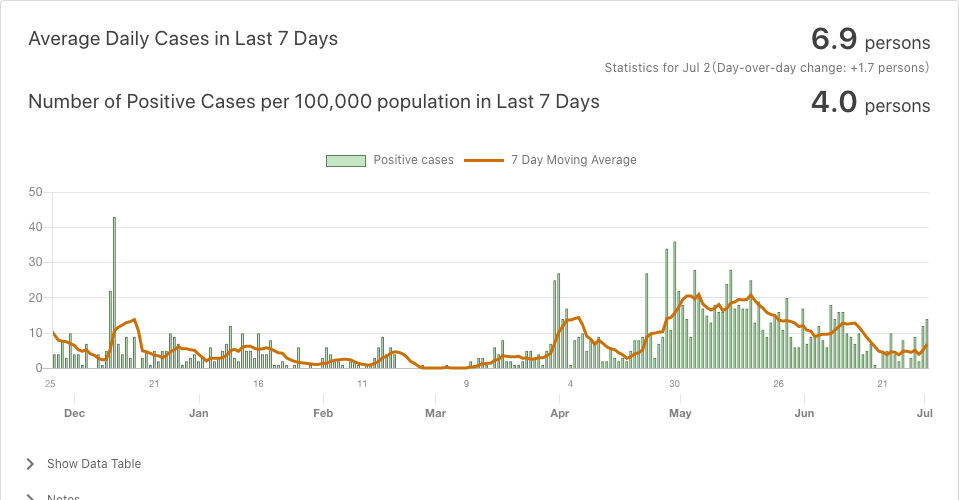 Average Daily Cases in Last 7 Days
6.9 persons
Statistics for Jul 2(Day-over-day change: +1.7 persons)
Number of Positive Cases per 100,000 population in Last 7 Days
4.0 persons
Positive cases 7 Day Moving Average
50
40
30
20
10
0
25 21 16 11 9 4 30 26 21
Dec Jan Feb Mar Apr May Jun Jul
Show Data Table
Notes